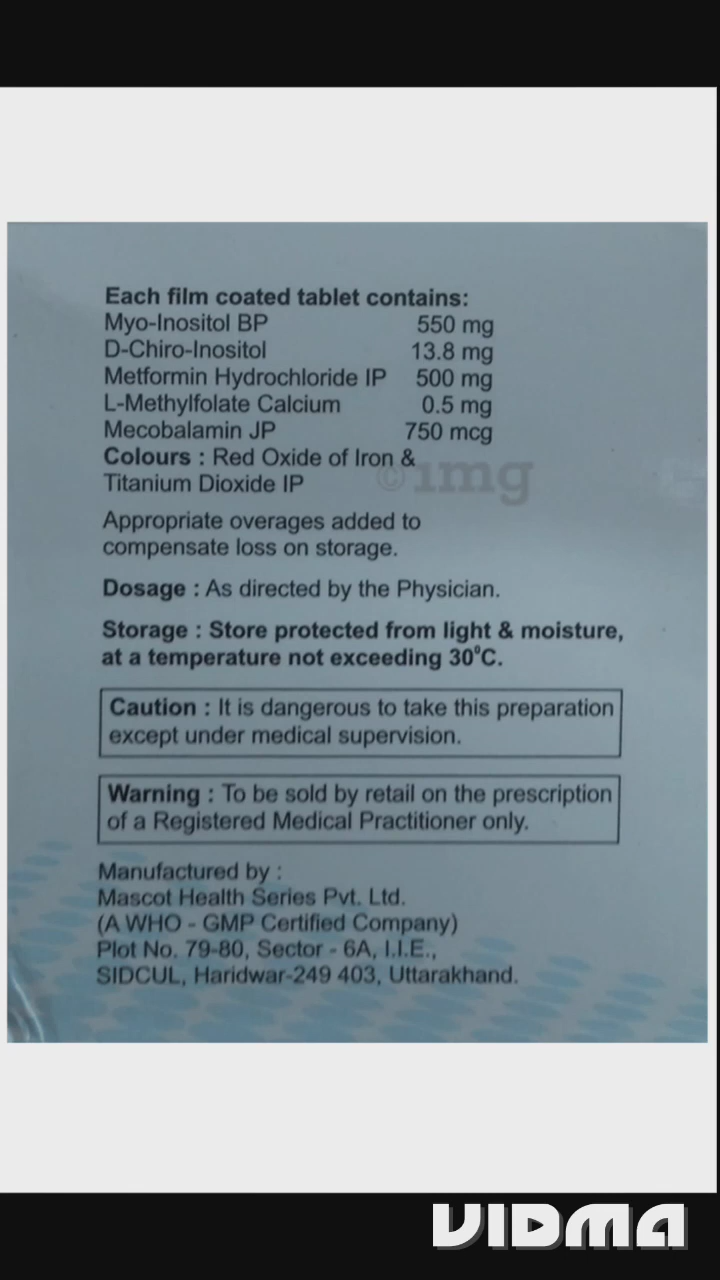 Each film coated tablet contains:
Myo-Inositol BP 550 mg
D-Chiro-Inositol 13.8 mg
Metformin Hydrochloride IP 500 mg
L-Methylfolate Calcium 0.5 mg
Mecobalamin JP 750 mcg
Colours : Red Oxide of Iron &
Titanium Dioxide IP
©1mg
Appropriate overages added to
compensate loss on storage.
Dosage : As directed by the Physician.
Storage : Store protected from light & moisture,
at a temperature not exceeding 30⁰C.
Caution : It is dangerous to take this preparation
except under medical supervision.
Warning : To be sold by retail on the prescription
of a Registered Medical Practitioner only.
Manufactured by :
Mascot Health Series Pvt. Ltd.
(A WHO - GMP Certified Company)
Plot No. 79-80, Sector - 6A, I.I.E.,
SIDCUL, Haridwar-249 403, Uttarakhand.
VIDMA